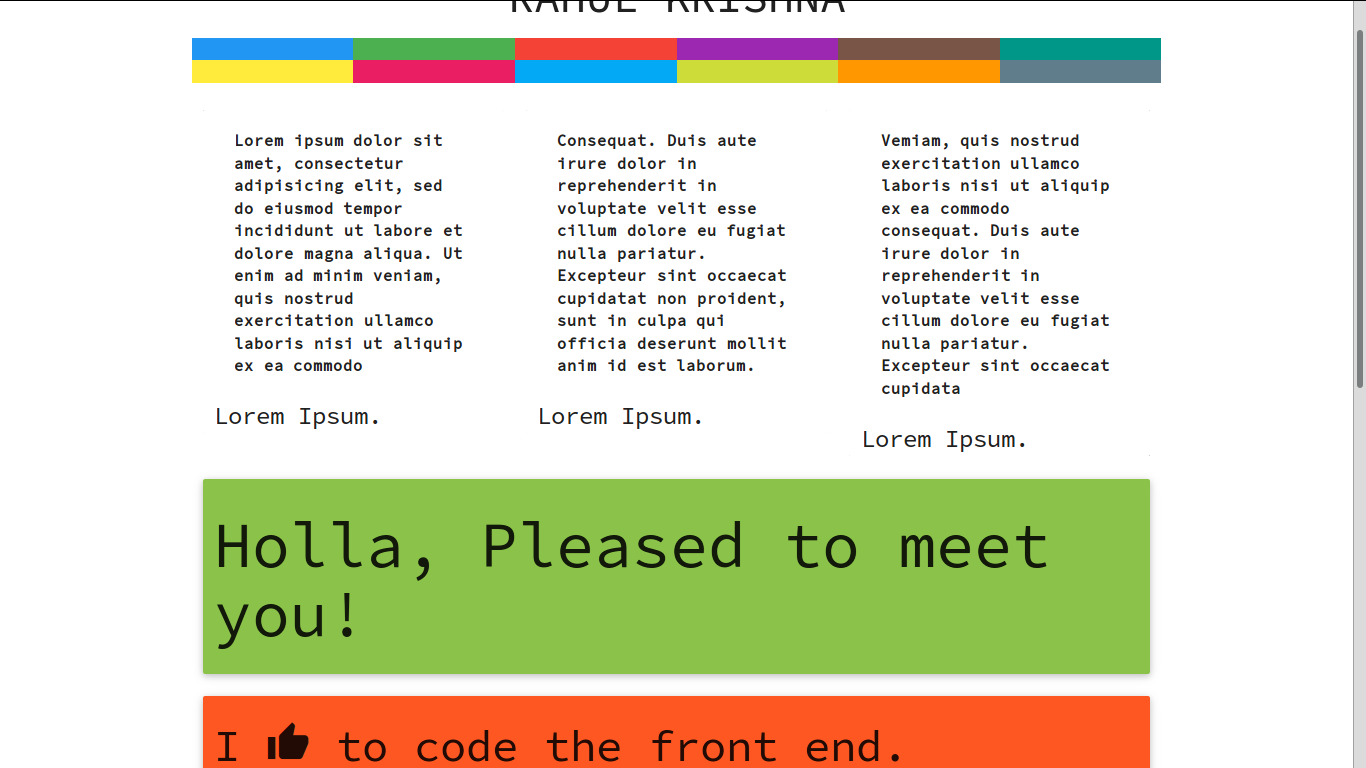 RAHUL KRISHNA
Lorem ipsum dolor sit
amet, consectetur
adipisicing elit, sed
do eiusmod tempor
incididunt ut labore et
dolore magna aliqua. Ut
enim ad minim veniam,
quis nostrud
exercitation ullamco
laboris nisi ut aliquip
ex ea commodo
Lorem Ipsum.
Consequat. Duis aute
irure dolor in
reprehenderit in
voluptate velit esse
cillum dolore eu fugiat
nulla pariatur.
Excepteur sint occaecat
cupidatat non proident,
sunt in culpa qui
officia deserunt mollit
anim id est laborum.
Lorem Ipsum.
Vemiam, quis nostrud
exercitation ullamco
laboris nisi ut aliquip
ex ea commodo
consequat. Duis aute
irure dolor in
reprehenderit in
voluptate velit esse
cillum dolore eu fugiat
nulla pariatur.
Excepteur sint occaecat
cupidata
Lorem Ipsum.
Holla, Pleased to meet
you!
I to code the front end.